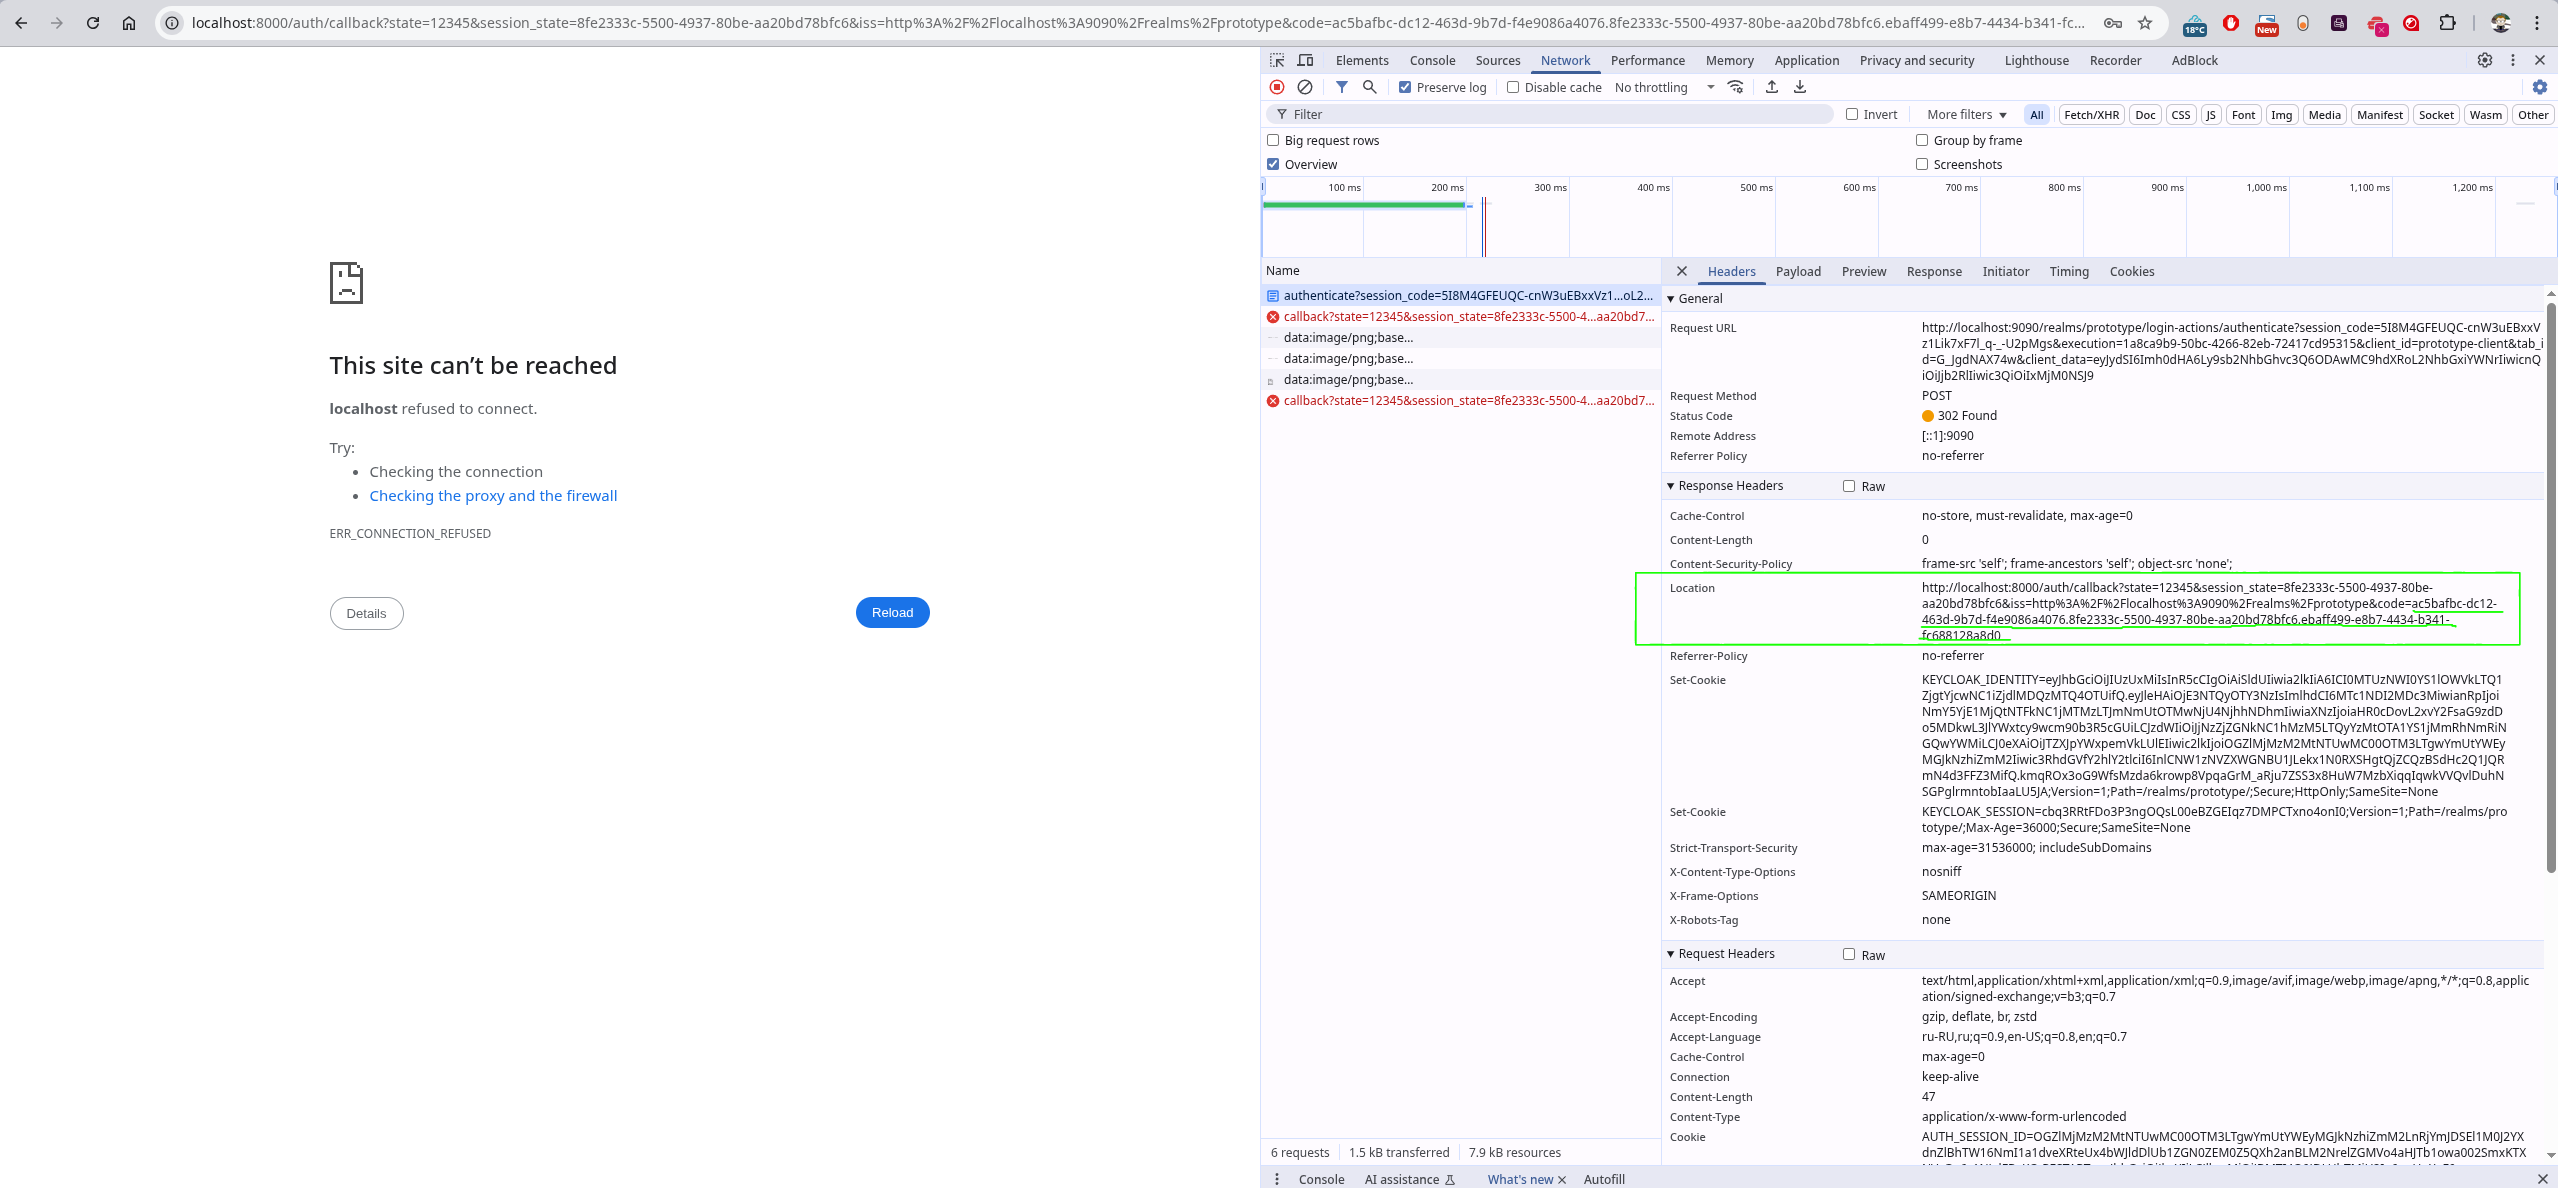 localhost:8000/auth/callback?state=12345&session_state=8fe2333c-5500-4937-80be-aa20bd78bfc6&iss=http%3A%2F%2Flocalhost%3A9090%2Frealms%2Fprototype&code=ac5bafbc-dc12-463d-9b7d-f4e9086a4076.8fe2333c-5500-4937-80be-aa20bd78bfc6.ebaff499-e8b7-4434-b341-fc...
18°C
New
Elements Console Sources Network Performance Memory Application Privacy and security Lighthouse Recorder AdBlock
Preserve log Disable cache No throttling
Filter Invert More filters All Fetch/XHR Doc CSS JS Font Img Media Manifest Socket Wasm Other
Big request rows Group by frame
Overview Screenshots
100 ms 200 ms 300 ms 400 ms 500 ms 600 ms 700 ms 800 ms 900 ms 1,000 ms 1,100 ms 1,200 ms
This site can't be reached
localhost refused to connect.
Try:
• Checking the connection
• Checking the proxy and the firewall
ERR_CONNECTION_REFUSED
Details Reload
Name
authenticate?session_code=5I8M4GFEUQC-cnW3uEBxxVz1...oL2...
callback?state=12345&session_state=8fe2333c-5500-4...aa20bd7...
data:image/png;base...
data:image/png;base...
data:image/png;base...
callback?state=12345&session_state=8fe2333c-5500-4...aa20bd7...
6 requests 1.5 kB transferred 7.9 kB resources
Headers Payload Preview Response Initiator Timing Cookies
General
Request URL http://localhost:9090/realms/prototype/login-actions/authenticate?session_code=5I8M4GFEUQC-cnW3uEBxxV
z1Lik7xF7l_q-_-U2pMgs&execution=1a8ca9b9-50bc-4266-82eb-72417cd95315&client_id=prototype-client&tab_i
d=G_JgdNAX74w&client_data=eyJydSI6Imh0dHA6Ly9sb2NhbGhvc3Q6ODAwMC9hdXRoL2NhbGxiYWNrIiwicnQ
iOiJjb2RlIiwic3QiOiIxMjM0NSJ9
Request Method POST
Status Code 302 Found
Remote Address [::1]:9090
Referrer Policy no-referrer
Response Headers Raw
Cache-Control no-store, must-revalidate, max-age=0
Content-Length 0
Content-Security-Policy frame-src 'self'; frame-ancestors 'self'; object-src 'none';
Location http://localhost:8000/auth/callback?state=12345&session_state=8fe2333c-5500-4937-80be-
aa20bd78bfc6&iss=http%3A%2F%2Flocalhost%3A9090%2Frealms%2Fprototype&code=ac5bafbc-dc12-
463d-9b7d-f4e9086a4076.8fe2333c-5500-4937-80be-aa20bd78bfc6.ebaff499-e8b7-4434-b341-
fc688128a8d0
Referrer-Policy no-referrer
Set-Cookie
SGPglrmntobIaaLU5JA;Version=1;Path=/realms/prototype/;Secure;HttpOnly;SameSite=None
Set-Cookie KEYCLOAK_SESSION=cbq3RRtFDo3P3ngOQsL00eBZGEIqz7DMPCTxno4onI0;Version=1;Path=/realms/pro
totype/;Max-Age=36000;Secure;SameSite=None
Strict-Transport-Security max-age=31536000; includeSubDomains
X-Content-Type-Options nosniff
X-Frame-Options SAMEORIGIN
X-Robots-Tag none
Request Headers Raw
Accept text/html,application/xhtml+xml,application/xml;q=0.9,image/avif,image/webp,image/apng,*/*;q=0.8,applic
ation/signed-exchange;v=b3;q=0.7
Accept-Encoding gzip, deflate, br, zstd
Accept-Language ru-RU,ru;q=0.9,en-US;q=0.8,en;q=0.7
Cache-Control max-age=0
Connection keep-alive
Content-Length 47
Content-Type application/x-www-form-urlencoded
Cookie
Console AI assistance What's new Autofill